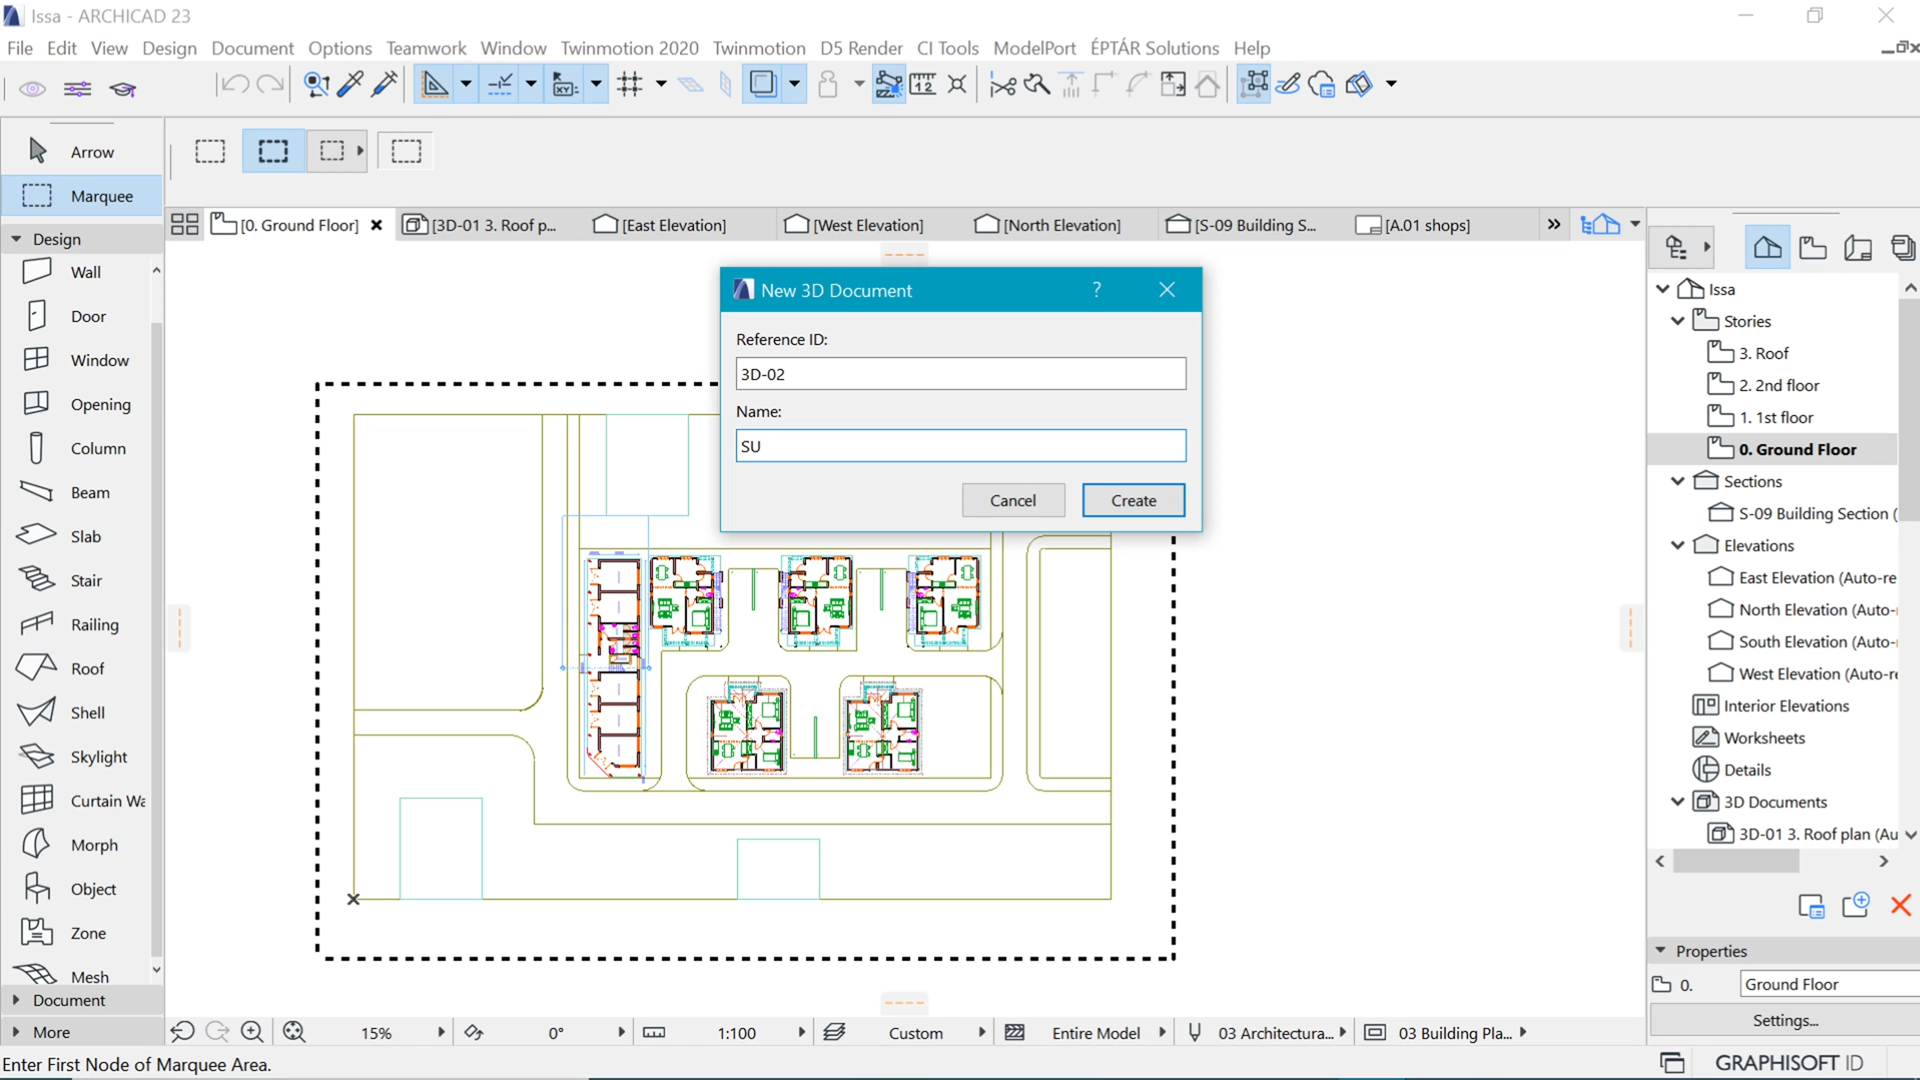 Issa - ARCHICAD 23
File Edit View Design Document Options Teamwork Window Twinmotion 2020 Twinmotion D5 Render CI Tools ModelPort ÉPTÁR Solutions Help
Arrow
Marquee
[0. Ground Floor] [3D-01 3. Roof p... [East Elevation] [West Elevation] [North Elevation] [S-09 Building S... [A.01 shops]
Design
Wall
Door
Window
Opening
Column
Beam
Slab
Stair
Railing
Roof
Shell
Skylight
Curtain Wa
Morph
Object
Zone
Mesh
Document
More
New 3D Document ?
Reference ID:
3D-02
Name:
SU
Cancel Create
Issa
Stories
3. Roof
2. 2nd floor
1. 1st floor
0. Ground Floor
Sections
S-09 Building Section (
Elevations
East Elevation (Auto-re
North Elevation (Auto-
South Elevation (Auto-
West Elevation (Auto-re
Interior Elevations
Worksheets
Details
3D Documents
3D-01 3. Roof plan (Au
Properties
0. Ground Floor
Settings...
15% 0° 1:100 Custom Entire Model 03 Architectura... 03 Building Pla...
Enter First Node of Marquee Area.
GRAPHISOFT ID